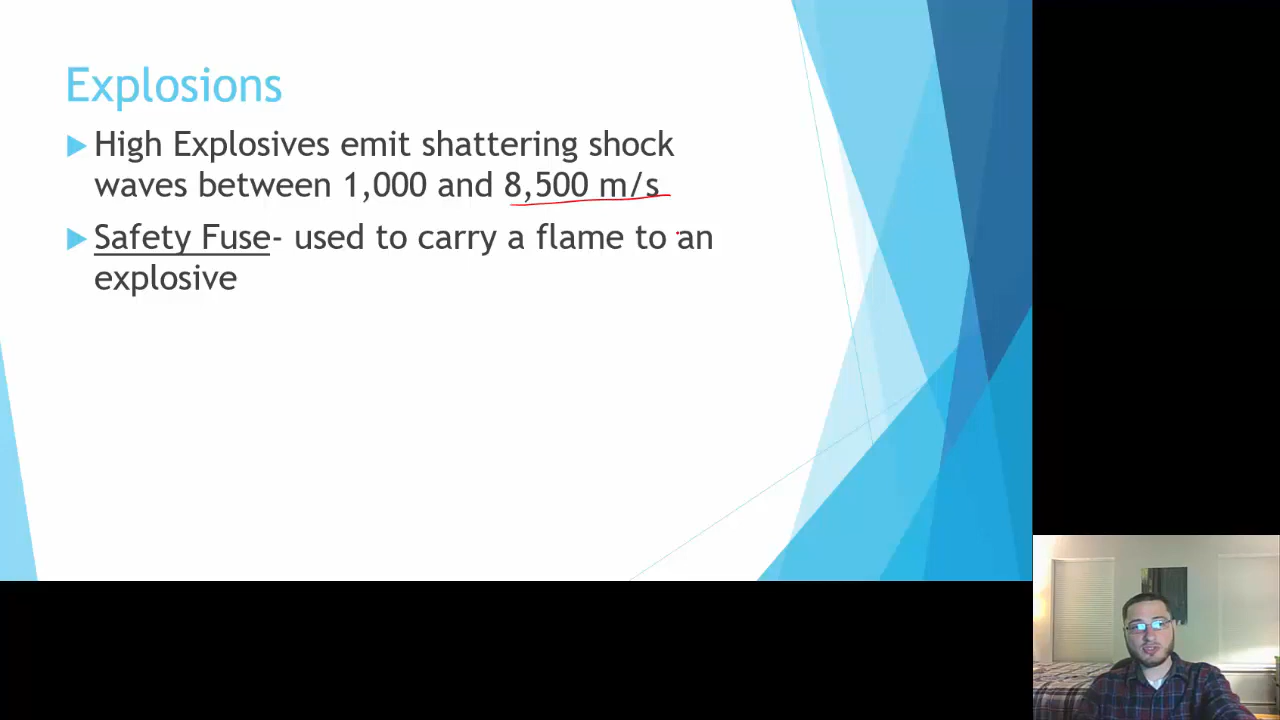 Explosions
High Explosives emit shattering shock
waves between 1,000 and 8,500 m/s
Safety Fuse- used to carry a flame to an
explosive